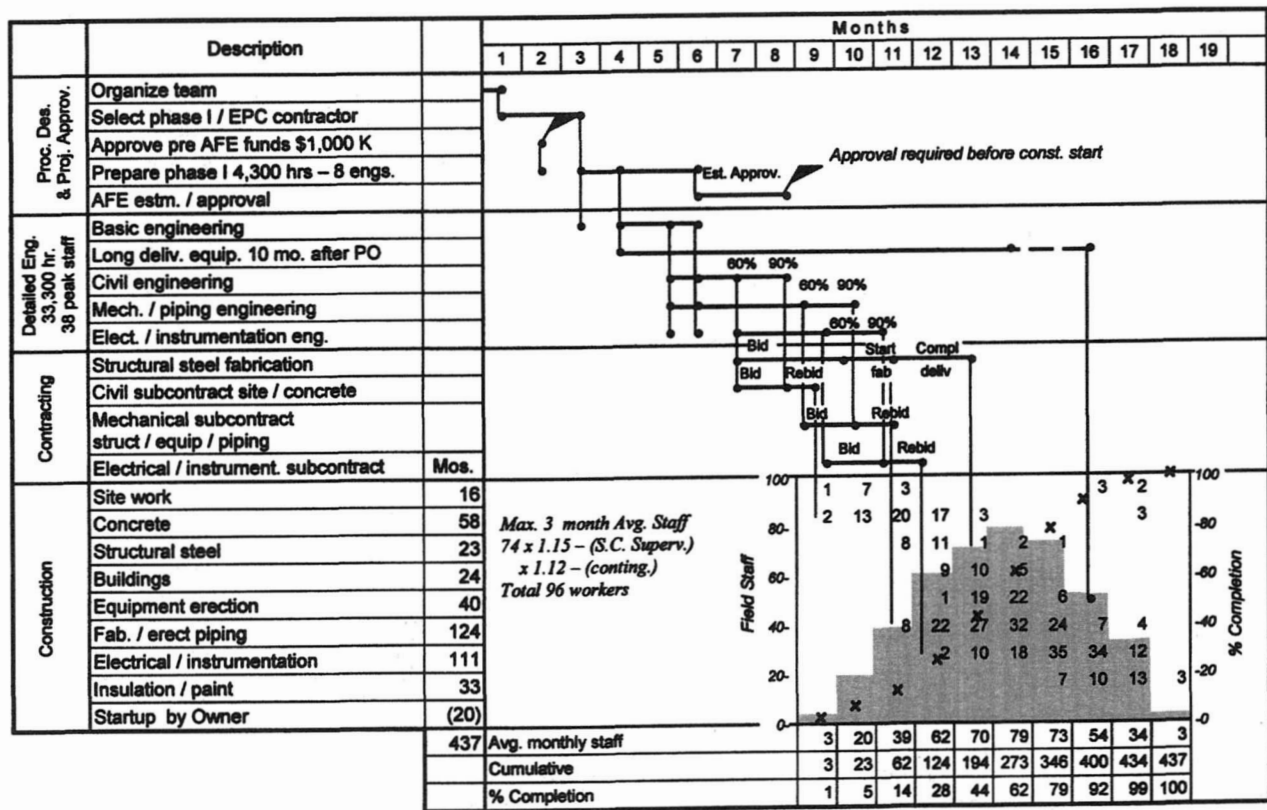 Months
Description
1 2 3 4 5 6 7 8 9 10 11 12 13 14 15 16 17 18 19
Proc. Des.
& Proj. Approv.
Organize team
Select phase I / EPC contractor
Approve pre AFE funds $1,000 K
Approval required before const. start
Prepare phase I 4,300 hrs – 8 engs.
Est. Approv.
AFE estm. / approval
Detailed Eng.
33,300 hr.
38 peak staff
Basic engineering
Long deliv. equip. 10 mo. after PO
60% 90%
Civil engineering
60% 90%
Mech. / piping engineering
60% 90%
Elect. / instrumentation eng.
Contracting
Bid Start Compl
Structural steel fabrication
Bid Rebid fab deliv
Civil subcontract site / concrete
Bid Rebid
Mechanical subcontract
struct / equip / piping
Bid Rebid
Electrical / instrument. subcontract Mos.
Construction
Site work 16
Concrete 58
Structural steel 23
Buildings 24
Equipment erection 40
Fab. / erect piping 124
Electrical / instrumentation 111
Insulation / paint 33
Startup by Owner (20)
Max. 3 month Avg. Staff
74 x 1.15 – (S.C. Superv.)
x 1.12 – (conting.)
Total 96 workers
Field Staff
100
80-
60-
40-
20-
0-
1 7 3 3 2
2 13 20 17 3 3
8 11 1 2 1
9 10 5
1 19 22 6
8 22 27 32 24 7 4
2 10 18 35 34 12
7 10 13 3
100
-80
-60
-40
-20
-0
% Completion
437 Avg. monthly staff 3 20 39 62 70 79 73 54 34 3
Cumulative 3 23 62 124 194 273 346 400 434 437
% Completion 1 5 14 28 44 62 79 92 99 100